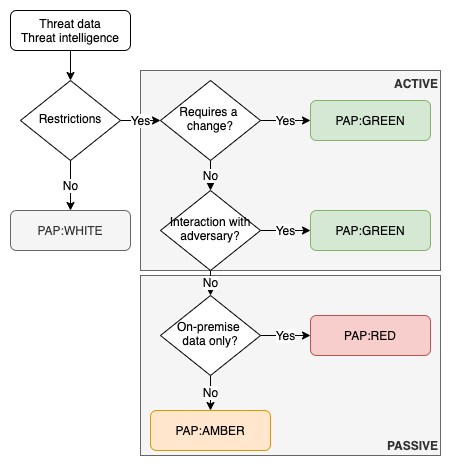 Threat data
Threat intelligence
ACTIVE
Restrictions
Yes
Requires a
change?
Yes
PAP:GREEN
No
No
PAP:WHITE
Interaction with
adversary?
Yes
PAP:GREEN
No
On-premise
data only?
Yes
PAP:RED
No
PAP:AMBER
PASSIVE